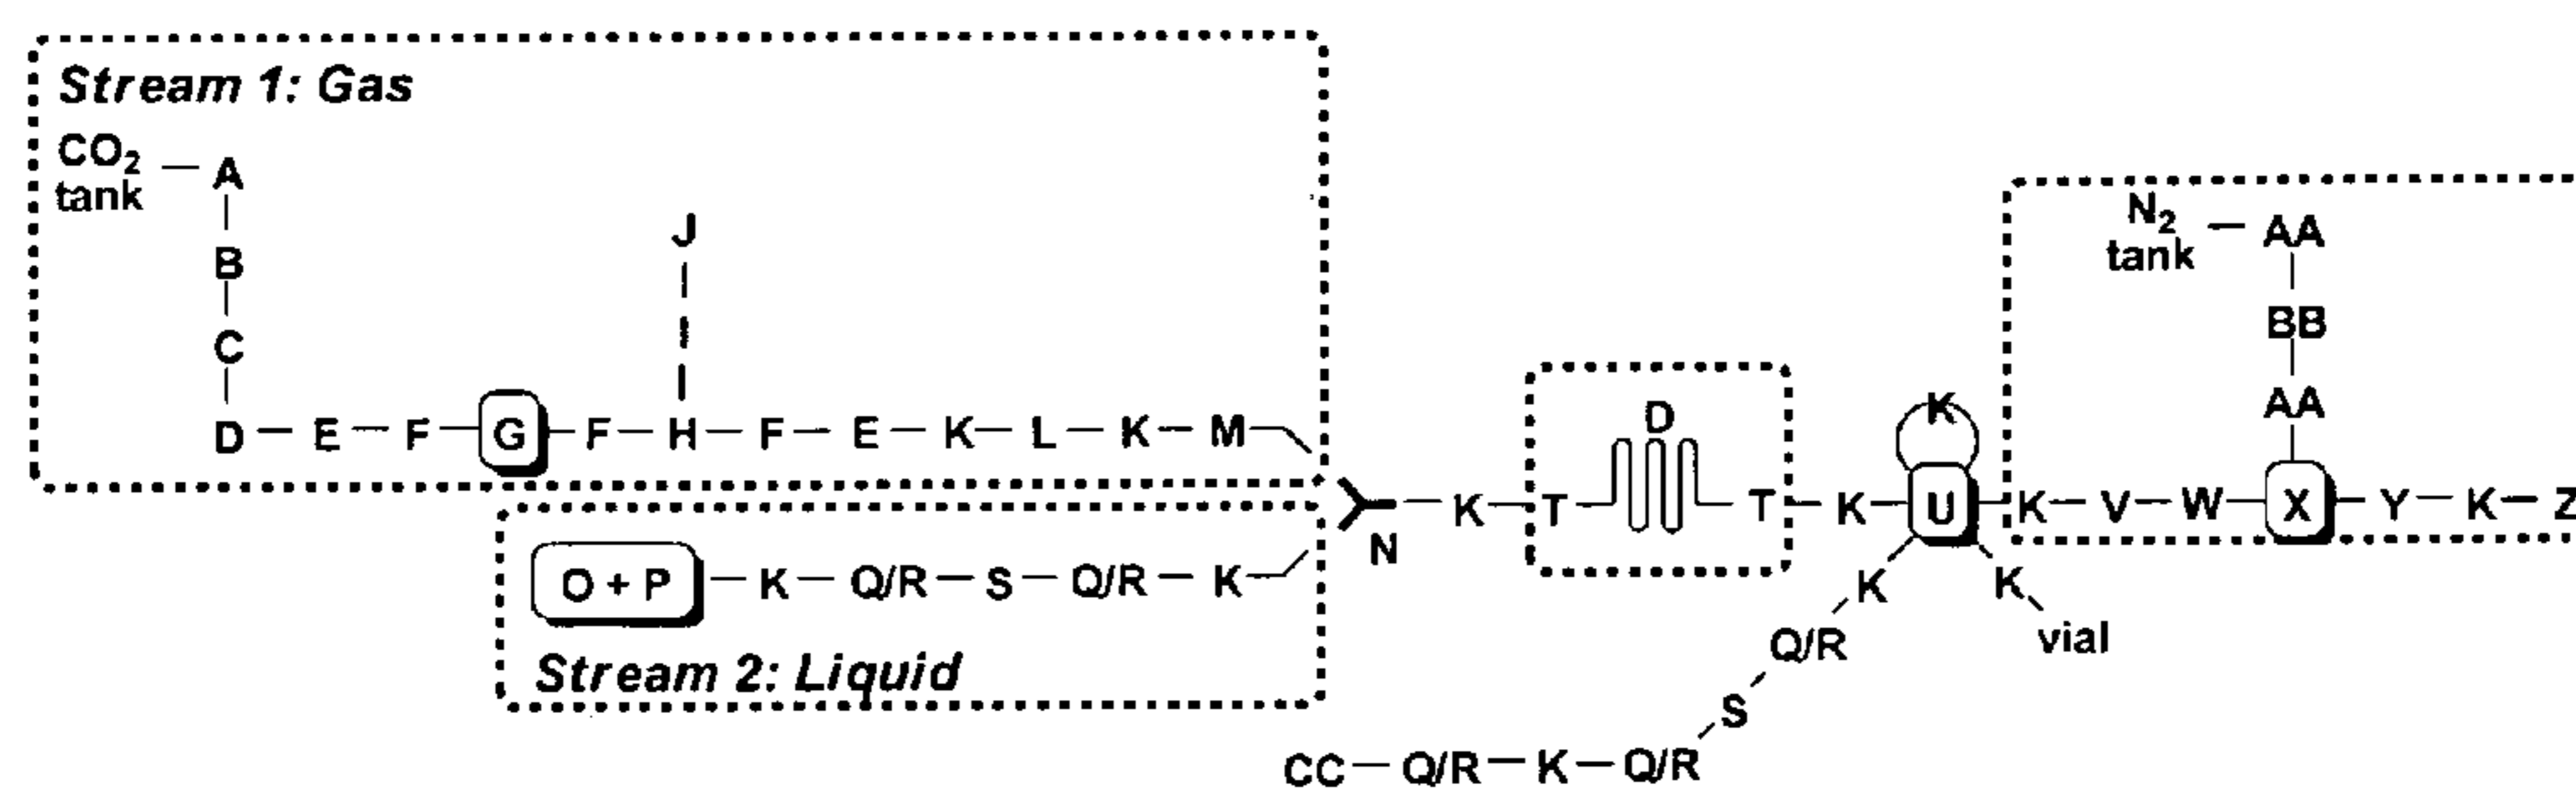 Stream 1: Gas
CO2 tank — A
B
C
D — E — F — G — F — H — F — E — K — L — K — M
J
I
N
O + P — K — Q/R — S — Q/R — K
Stream 2: Liquid
K — T — D — T — K — U — K — V — W — X — Y — K — Z
K
N2 tank — AA
BB
AA
K
vial
K
Q/R
S
CC — Q/R — K — Q/R